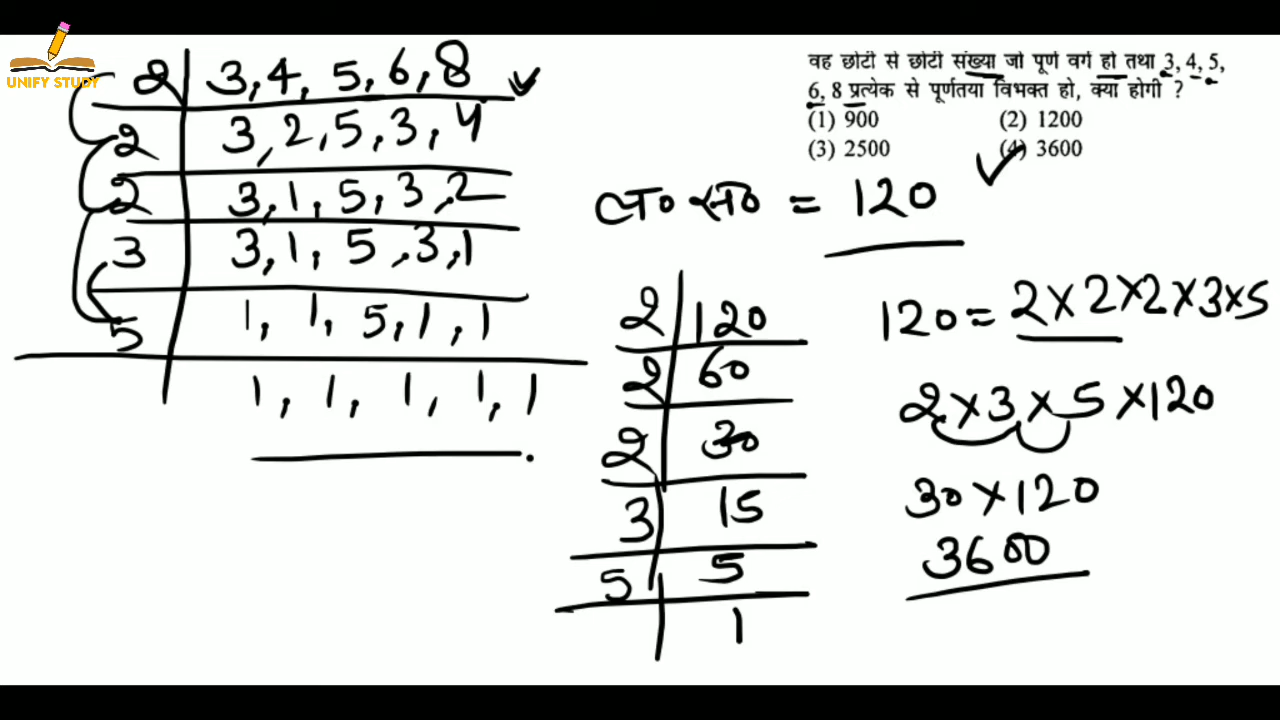 UNIFY STUDY
2 3, 4, 5, 6, 8
2 3, 2, 5, 3, 4
2 3, 1, 5, 3, 2
3 3, 1, 5, 3, 1
5 1, 1, 5, 1, 1
1, 1, 1, 1, 1
वह छोटी से छोटी संख्या जो पूर्ण वर्ग हो तथा 3, 4, 5,
6, 8 प्रत्येक से पूर्णतया विभक्त हो, क्या होगी ?
(1) 900 (2) 1200
(3) 2500 (4) 3600
ल० स० = 120
2 120
2 60
2 30
3 15
5 5
1
120 = 2 × 2 × 2 × 3 × 5
2 × 3 × 5 × 120
30 × 120
3600